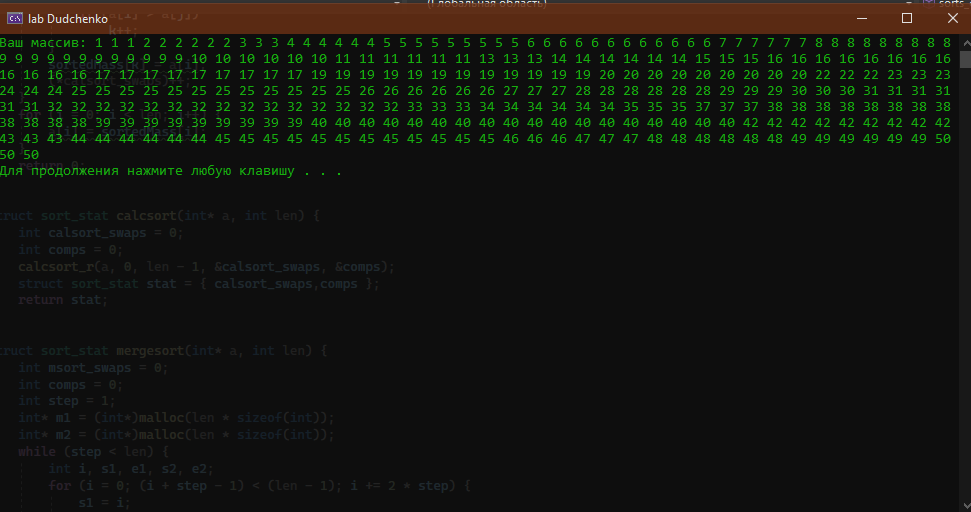 (Глобальная область)
lab Dudchenko
k++;
Ваш массив: 1 1 1 2 2 2 2 2 2 3 3 3 4 4 4 4 4 4 5 5 5 5 5 5 5 5 5 6 6 6 6 6 6 6 6 6 6 6 6 7 7 7 7 7 7 8 8 8 8 8 8 8 8 8
9 9 9 9 9 9 9 9 9 9 9 9 10 10 10 10 10 10 11 11 11 11 11 11 13 13 13 14 14 14 14 14 14 15 15 15 16 16 16 16 16 16 16 16
16 16 16 16 17 17 17 17 17 17 17 17 17 19 19 19 19 19 19 19 19 19 19 19 19 20 20 20 20 20 20 20 20 20 22 22 22 23 23 23
24 24 24 25 25 25 25 25 25 25 25 25 25 25 25 26 26 26 26 26 26 27 27 27 28 28 28 28 28 28 29 29 29 30 30 30 31 31 31 31
31 31 32 32 32 32 32 32 32 32 32 32 32 32 32 32 32 33 33 33 34 34 34 34 34 34 35 35 35 37 37 37 38 38 38 38 38 38 38 38
38 38 38 38 39 39 39 39 39 39 39 39 39 40 40 40 40 40 40 40 40 40 40 40 40 40 40 40 40 40 40 42 42 42 42 42 42 42 42 42
43 43 43 44 44 44 44 44 44 45 45 45 45 45 45 45 45 45 45 45 45 46 46 46 47 47 47 48 48 48 48 48 48 49 49 49 49 49 49 50
50 50
return 0;
Для продолжения нажмите любую клавишу . . .
truct sort_stat calcsort(int* a, int len) {
int calsort_swaps = 0;
int comps = 0;
calcsort_r(a, 0, len - 1, &calsort_swaps, &comps);
struct sort_stat stat = { calsort_swaps,comps };
return stat;
truct sort_stat mergesort(int* a, int len) {
int msort_swaps = 0;
int comps = 0;
int step = 1;
int* m1 = (int*)malloc(len * sizeof(int));
int* m2 = (int*)malloc(len * sizeof(int));
while (step < len) {
int i, s1, e1, s2, e2;
for (i = 0; (i + step - 1) < (len - 1); i += 2 * step) {
s1 = i;